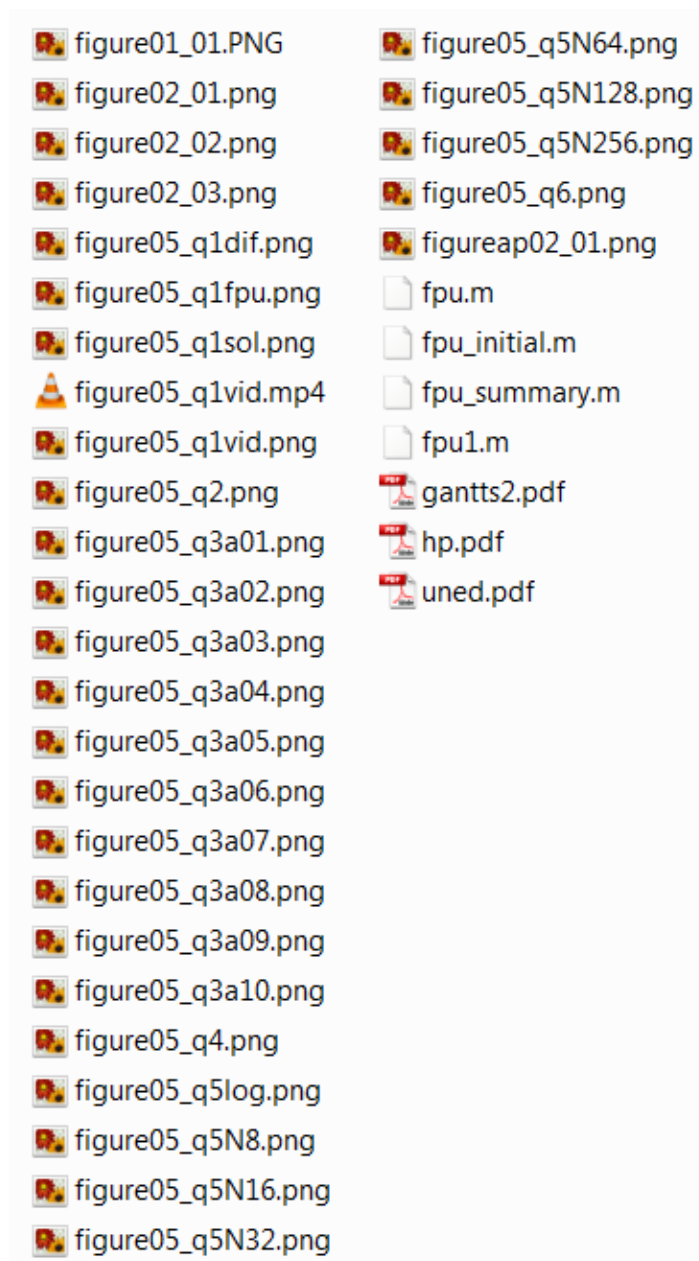 figure01_01.PNG
figure02_01.png
figure02_02.png
figure02_03.png
figure05_q1dif.png
figure05_q1fpu.png
figure05_q1sol.png
figure05_q1vid.mp4
figure05_q1vid.png
figure05_q2.png
figure05_q3a01.png
figure05_q3a02.png
figure05_q3a03.png
figure05_q3a04.png
figure05_q3a05.png
figure05_q3a06.png
figure05_q3a07.png
figure05_q3a08.png
figure05_q3a09.png
figure05_q3a10.png
figure05_q4.png
figure05_q5log.png
figure05_q5N8.png
figure05_q5N16.png
figure05_q5N32.png
figure05_q5N64.png
figure05_q5N128.png
figure05_q5N256.png
figure05_q6.png
figureap02_01.png
fpu.m
fpu_initial.m
fpu_summary.m
fpu1.m
gantts2.pdf
hp.pdf
uned.pdf